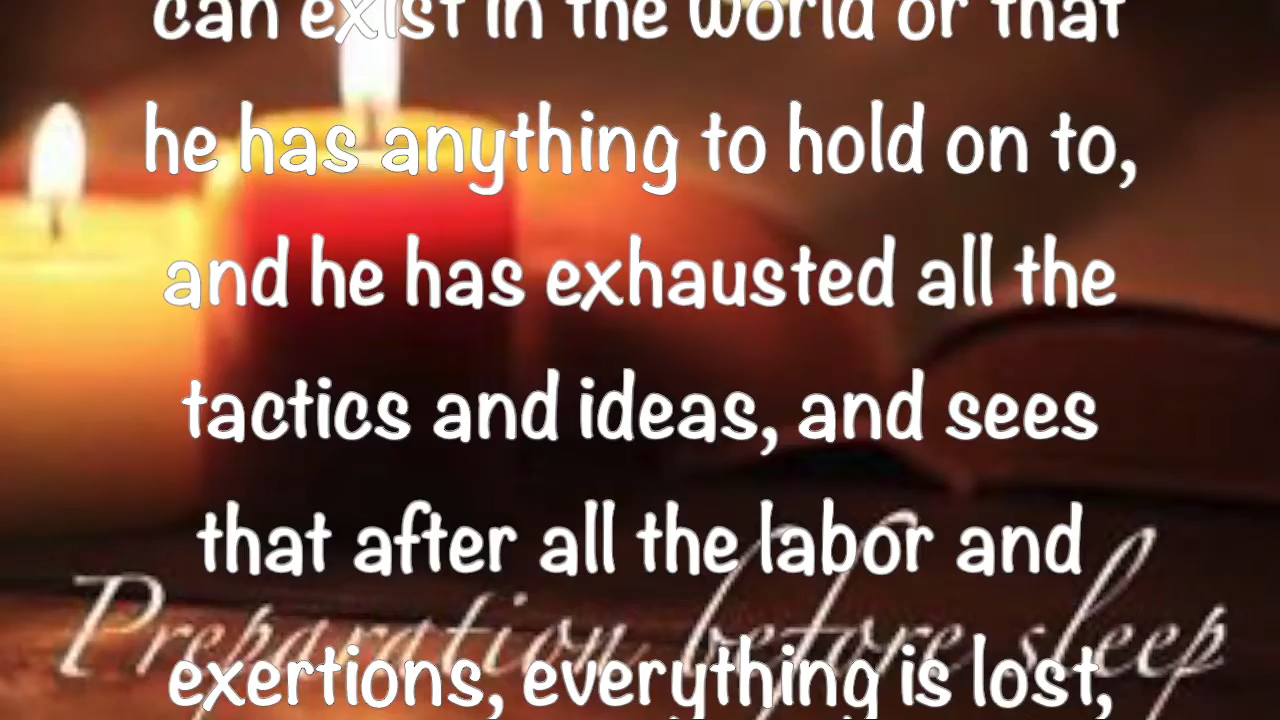 can exist in the world or that
he has anything to hold on to,
and he has exhausted all the
tactics and ideas, and sees
that after all the labor and
Preparation before sleep
exertions, everything is lost,